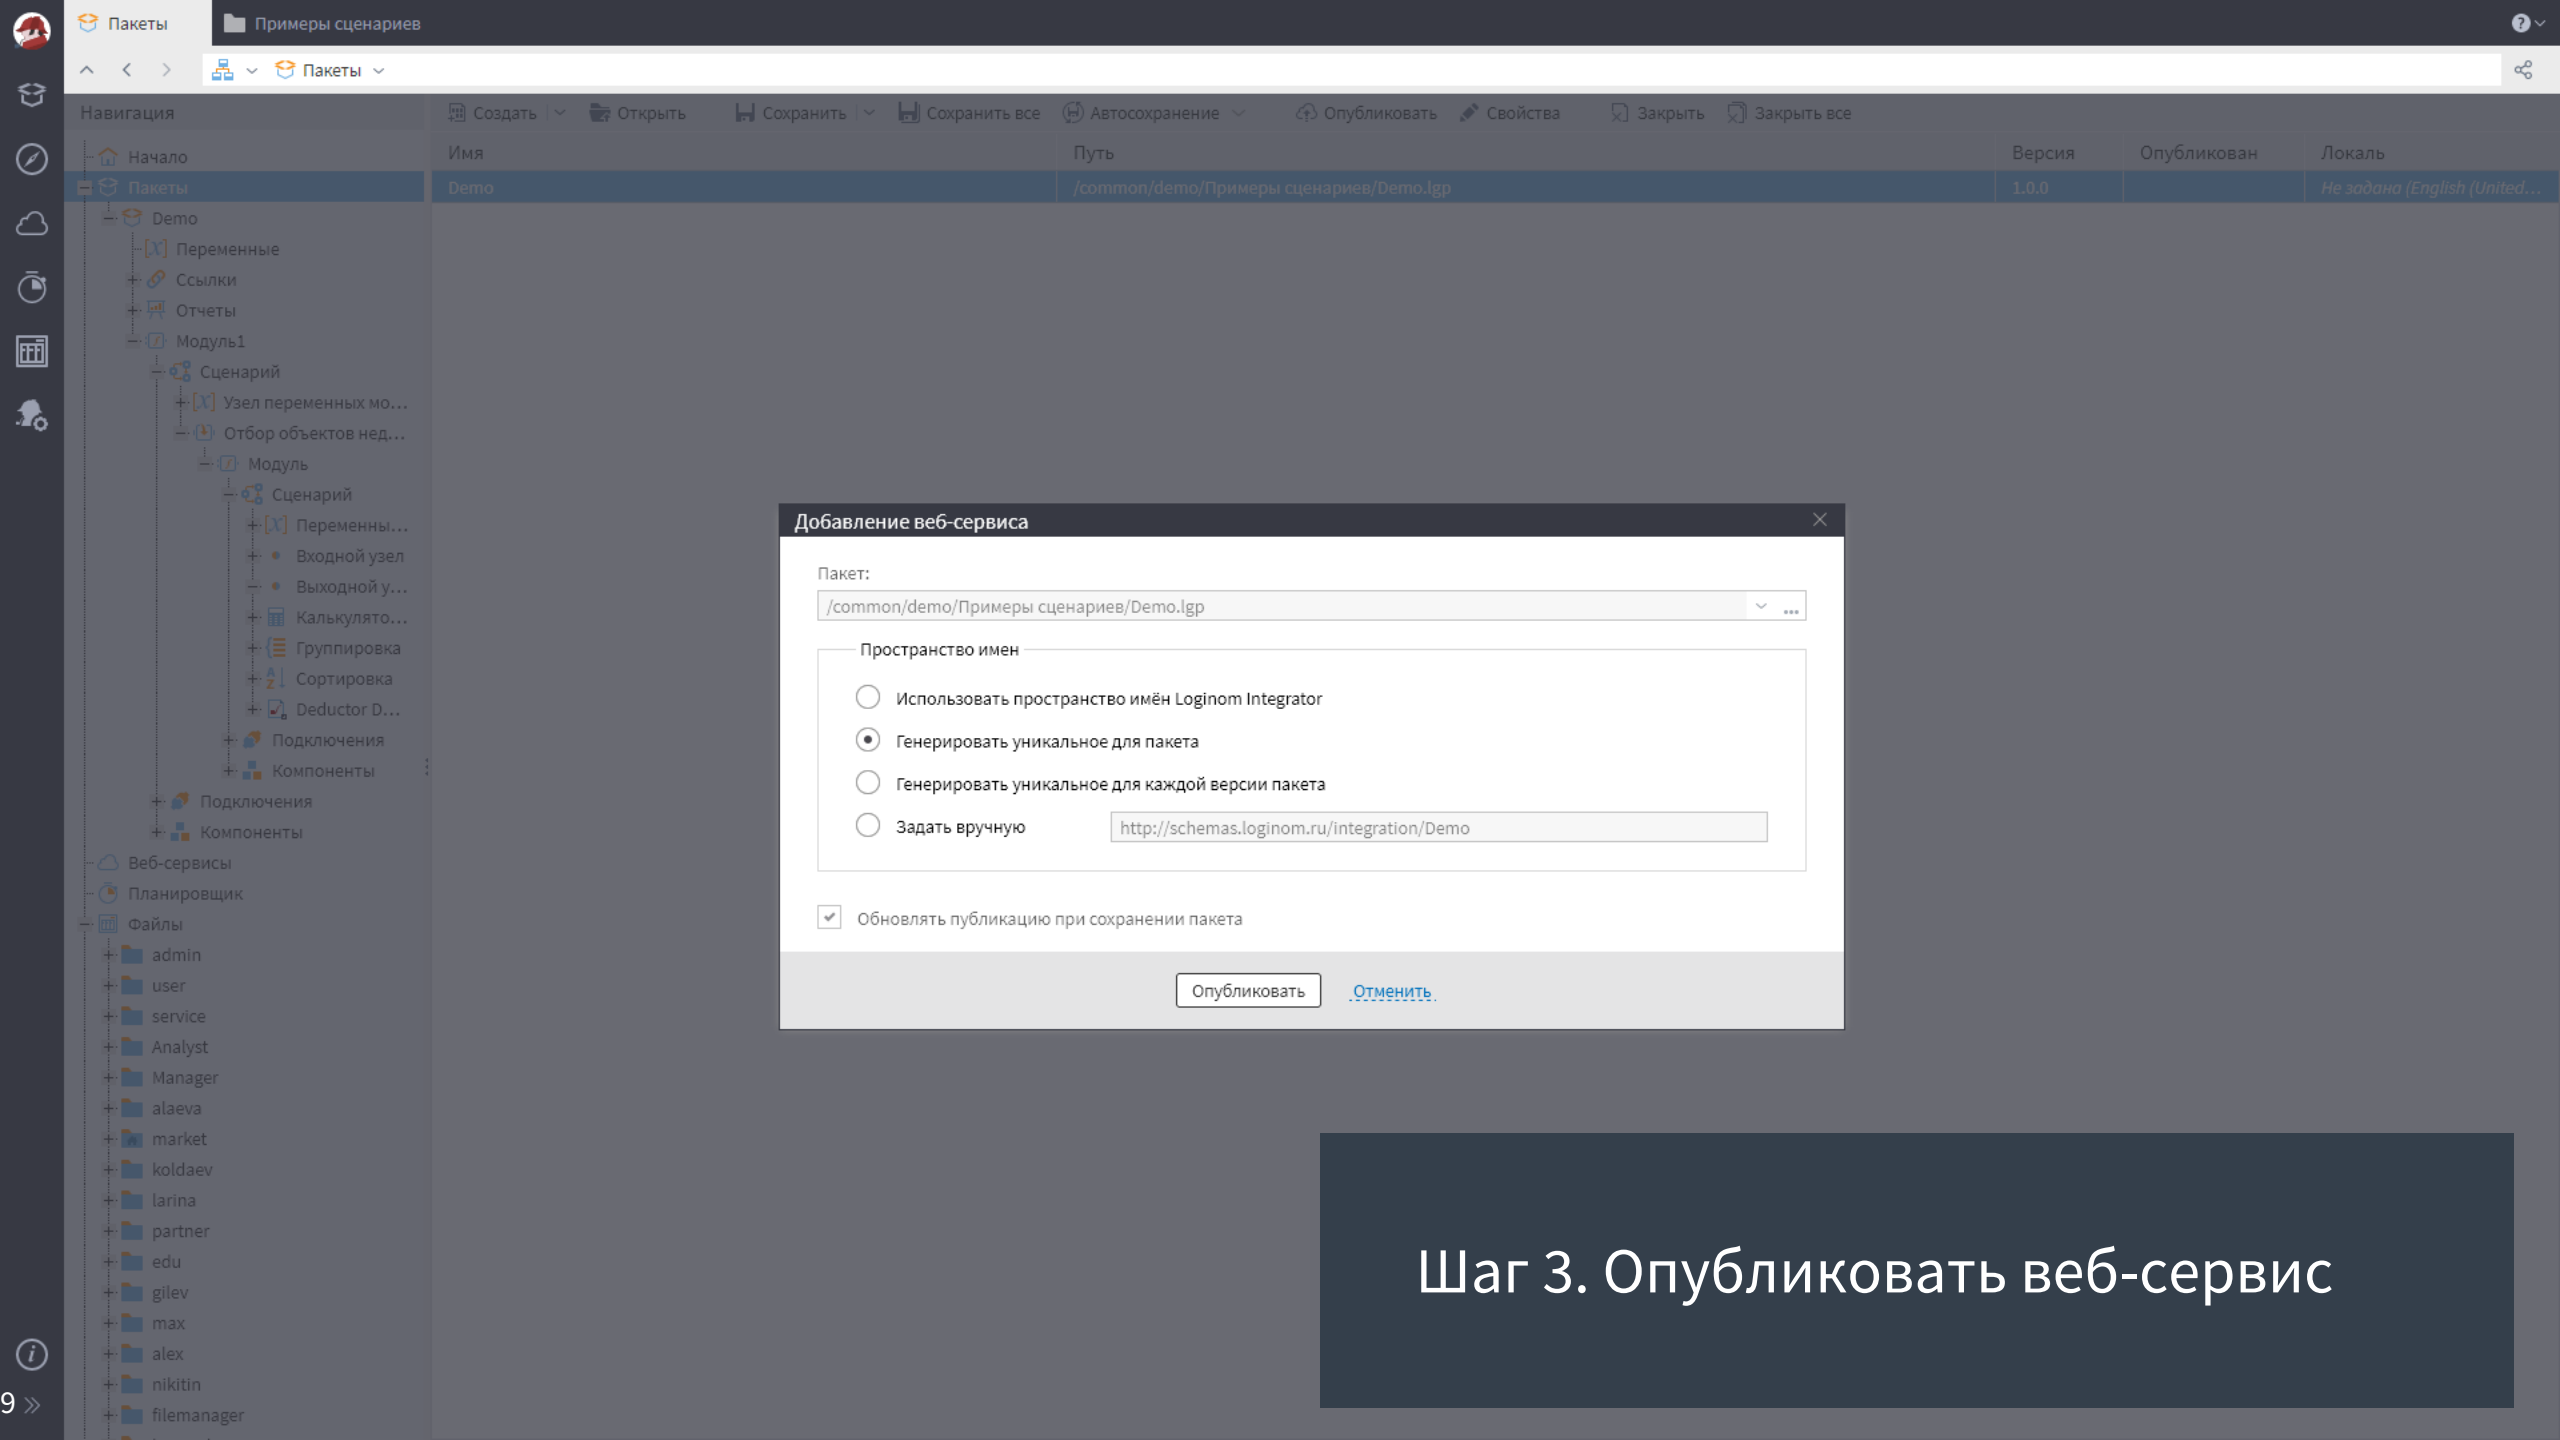 Пакеты
Примеры сценариев
Пакеты
Навигация
Создать
Открыть
Сохранить
Сохранить все
Автосохранение
Опубликовать
Свойства
Закрыть
Закрыть все
Имя
Путь
Версия
Опубликован
Локаль
Demo
/common/demo/Примеры сценариев/Demo.lgp
1.0.0
Не задана (English (United...
Начало
Пакеты
Demo
Переменные
Ссылки
Отчеты
Модуль1
Сценарий
Узел переменных мо...
Отбор объектов нед...
Модуль
Сценарий
Переменны...
Входной узел
Выходной у...
Калькулято...
Группировка
Сортировка
Deductor D...
Подключения
Компоненты
Подключения
Компоненты
Веб-сервисы
Планировщик
Файлы
admin
user
service
Analyst
Manager
alaeva
market
koldaev
larina
partner
edu
gilev
max
alex
nikitin
filemanager
9
Добавление веб-сервиса
Пакет:
/common/demo/Примеры сценариев/Demo.lgp
...
Пространство имен
Использовать пространство имён Loginom Integrator
Генерировать уникальное для пакета
Генерировать уникальное для каждой версии пакета
Задать вручную
http://schemas.loginom.ru/integration/Demo
Обновлять публикацию при сохранении пакета
Опубликовать
Отменить
Шаг 3. Опубликовать веб-сервис